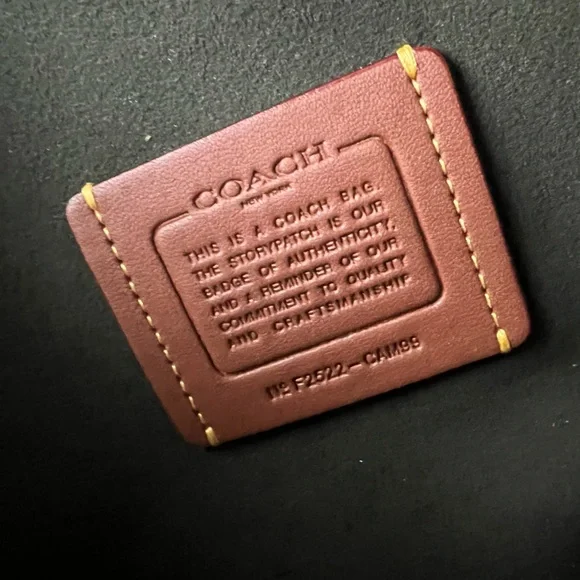 COACH
NEW YORK
THIS IS A COACH BAG.
THE STORYPATCH IS OUR
BADGE OF AUTHENTICITY,
AND A REMINDER OF OUR
COMMITMENT TO QUALITY
AND CRAFTSMANSHIP
Nº F2522-CAM99